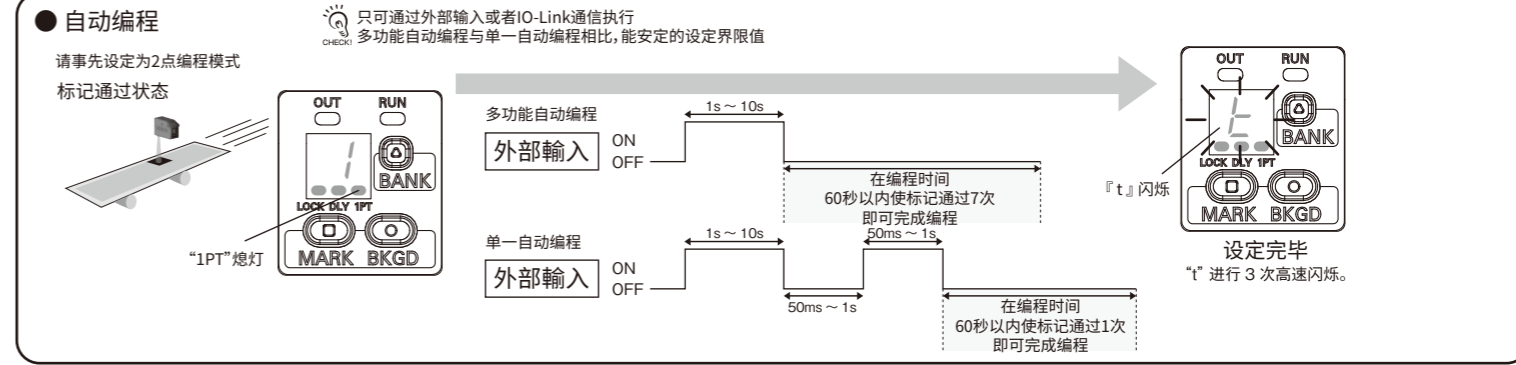 ● 自动编程
CHECK!
只可通过外部输入或者IO-Link通信执行
多功能自动编程与单一自动编程相比,能安定的设定界限值
请事先设定为2点编程模式
标记通过状态
OUT RUN
1
BANK
LOCK DLY 1PT
MARK BKGD
“1PT”熄灯
多功能自动编程
外部輸入
ON
OFF
1s ~ 10s
在编程时间
60秒以内使标记通过7次
即可完成编程
单一自动编程
外部輸入
ON
OFF
1s ~ 10s
50ms ~ 1s
50ms ~ 1s
在编程时间
60秒以内使标记通过1次
即可完成编程
OUT RUN
t
BANK
LOCK DLY 1PT
MARK BKGD
『 t 』闪烁
设定完毕
“t” 进行 3 次高速闪烁。